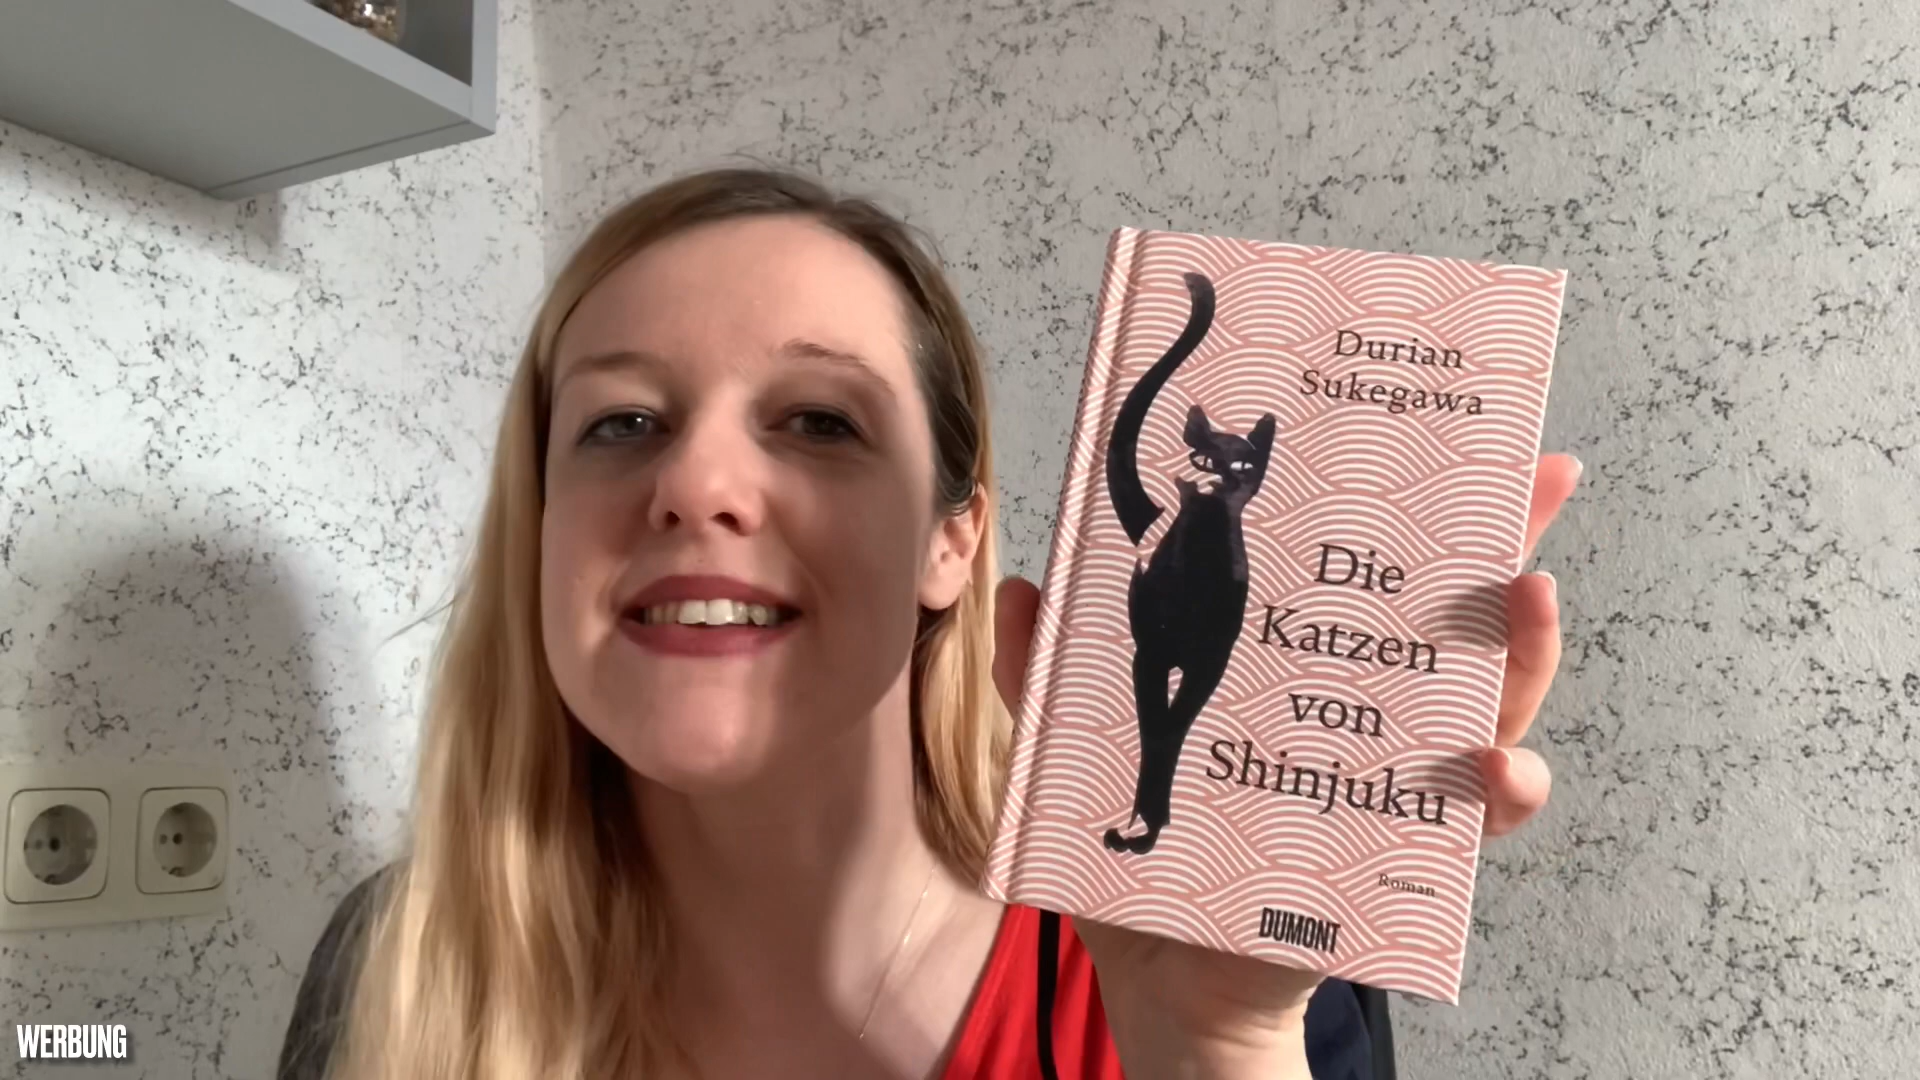 Durian
Sukegawa
Die
Katzen
von
Shinjuku
Roman
DUMONT
WERBUNG